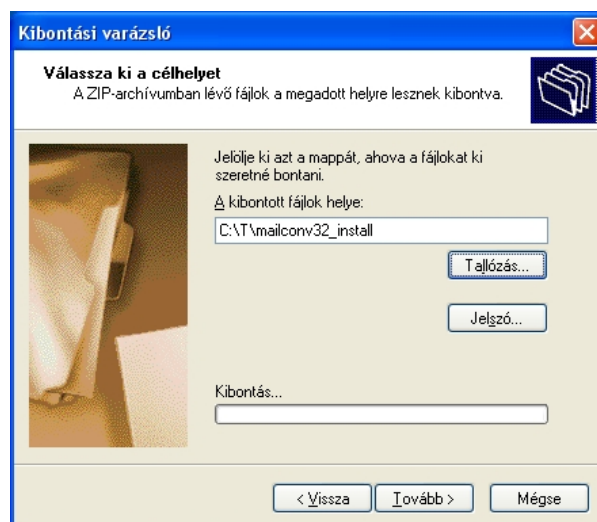 Kibontási varázsló
Válassza ki a célhelyet
A ZIP-archívumban lévő fájlok a megadott helyre lesznek kibontva.
Jelölje ki azt a mappát, ahova a fájlokat ki
szeretné bontani.
A kibontott fájlok helye:
C:\T\mailconv32_install
Tallózás...
Jelszó...
Kibontás...
< Vissza
Tovább >
Mégse